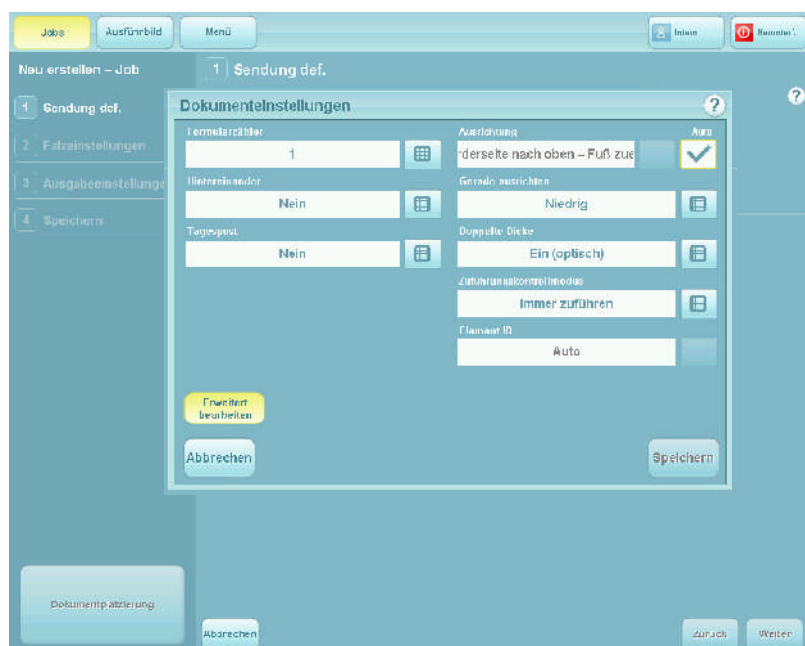 Jobs
Ausführbild
Menü
Intern
Neu erstellen – Job
1 Sendung def.
1 Sendung def.
2 Falzeinstellungen
3 Ausgabeeinstellunge
4 Speichern
Dokumenteinstellungen
?
?
Formularzähler
1
Hintereinander
Nein
Tagespost
Nein
Ausrichtung
Auto
rderseite nach oben – Fuß zue
Gerade ausrichten
Niedrig
Doppelte Dicke
Ein (optisch)
Zuführungskontrollmodus
Immer zuführen
Element ID
Auto
Erweitert
bearbeiten
Abbrechen
Speichern
Dokumentplatzierung
Abbrechen
Zurück
Weiter